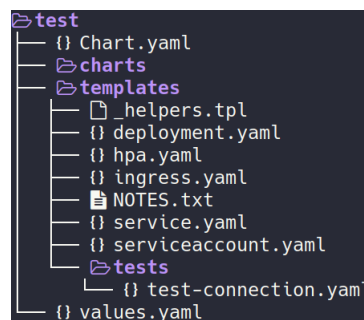 test
{} Chart.yaml
charts
templates
_helpers.tpl
{} deployment.yaml
{} hpa.yaml
{} ingress.yaml
NOTES.txt
{} service.yaml
{} serviceaccount.yaml
tests
{} test-connection.yaml
{} values.yaml